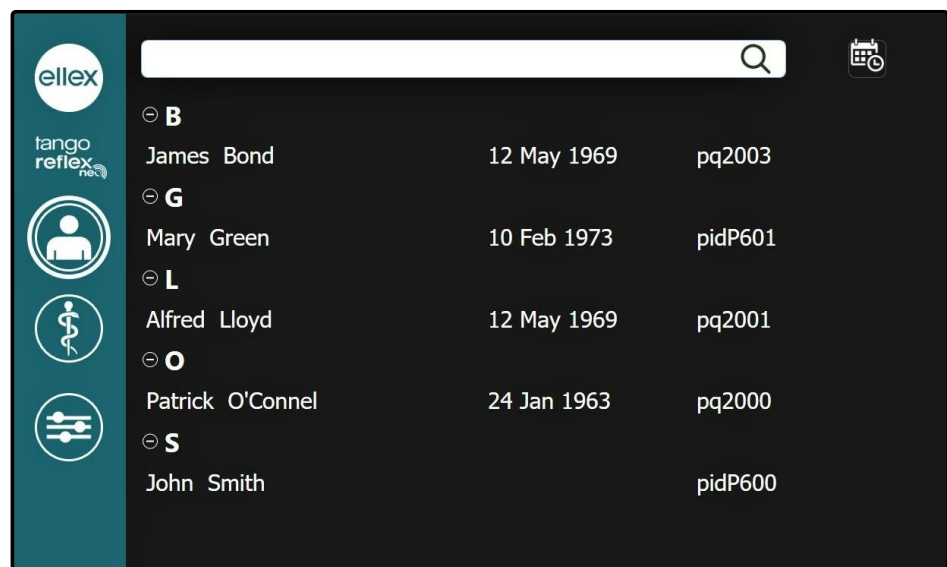 ellex
tango
reflex
neo
B
James Bond 12 May 1969 pq2003
G
Mary Green 10 Feb 1973 pidP601
L
Alfred Lloyd 12 May 1969 pq2001
O
Patrick O'Connel 24 Jan 1963 pq2000
S
John Smith pidP600